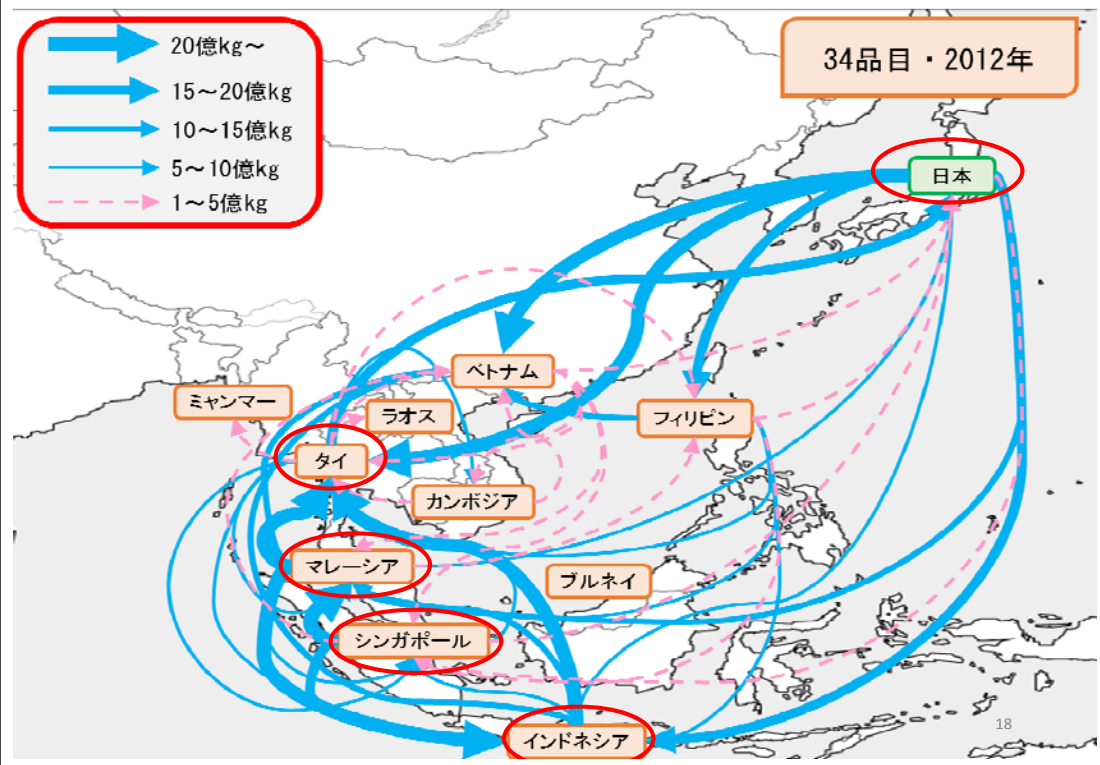 20億kg～
15～20億kg
10～15億kg
5～10億kg
1～5億kg
34品目・2012年
日本
ベトナム
ミャンマー
ラオス
フィリピン
タイ
カンボジア
マレーシア
ブルネイ
シンガポール
インドネシア
18